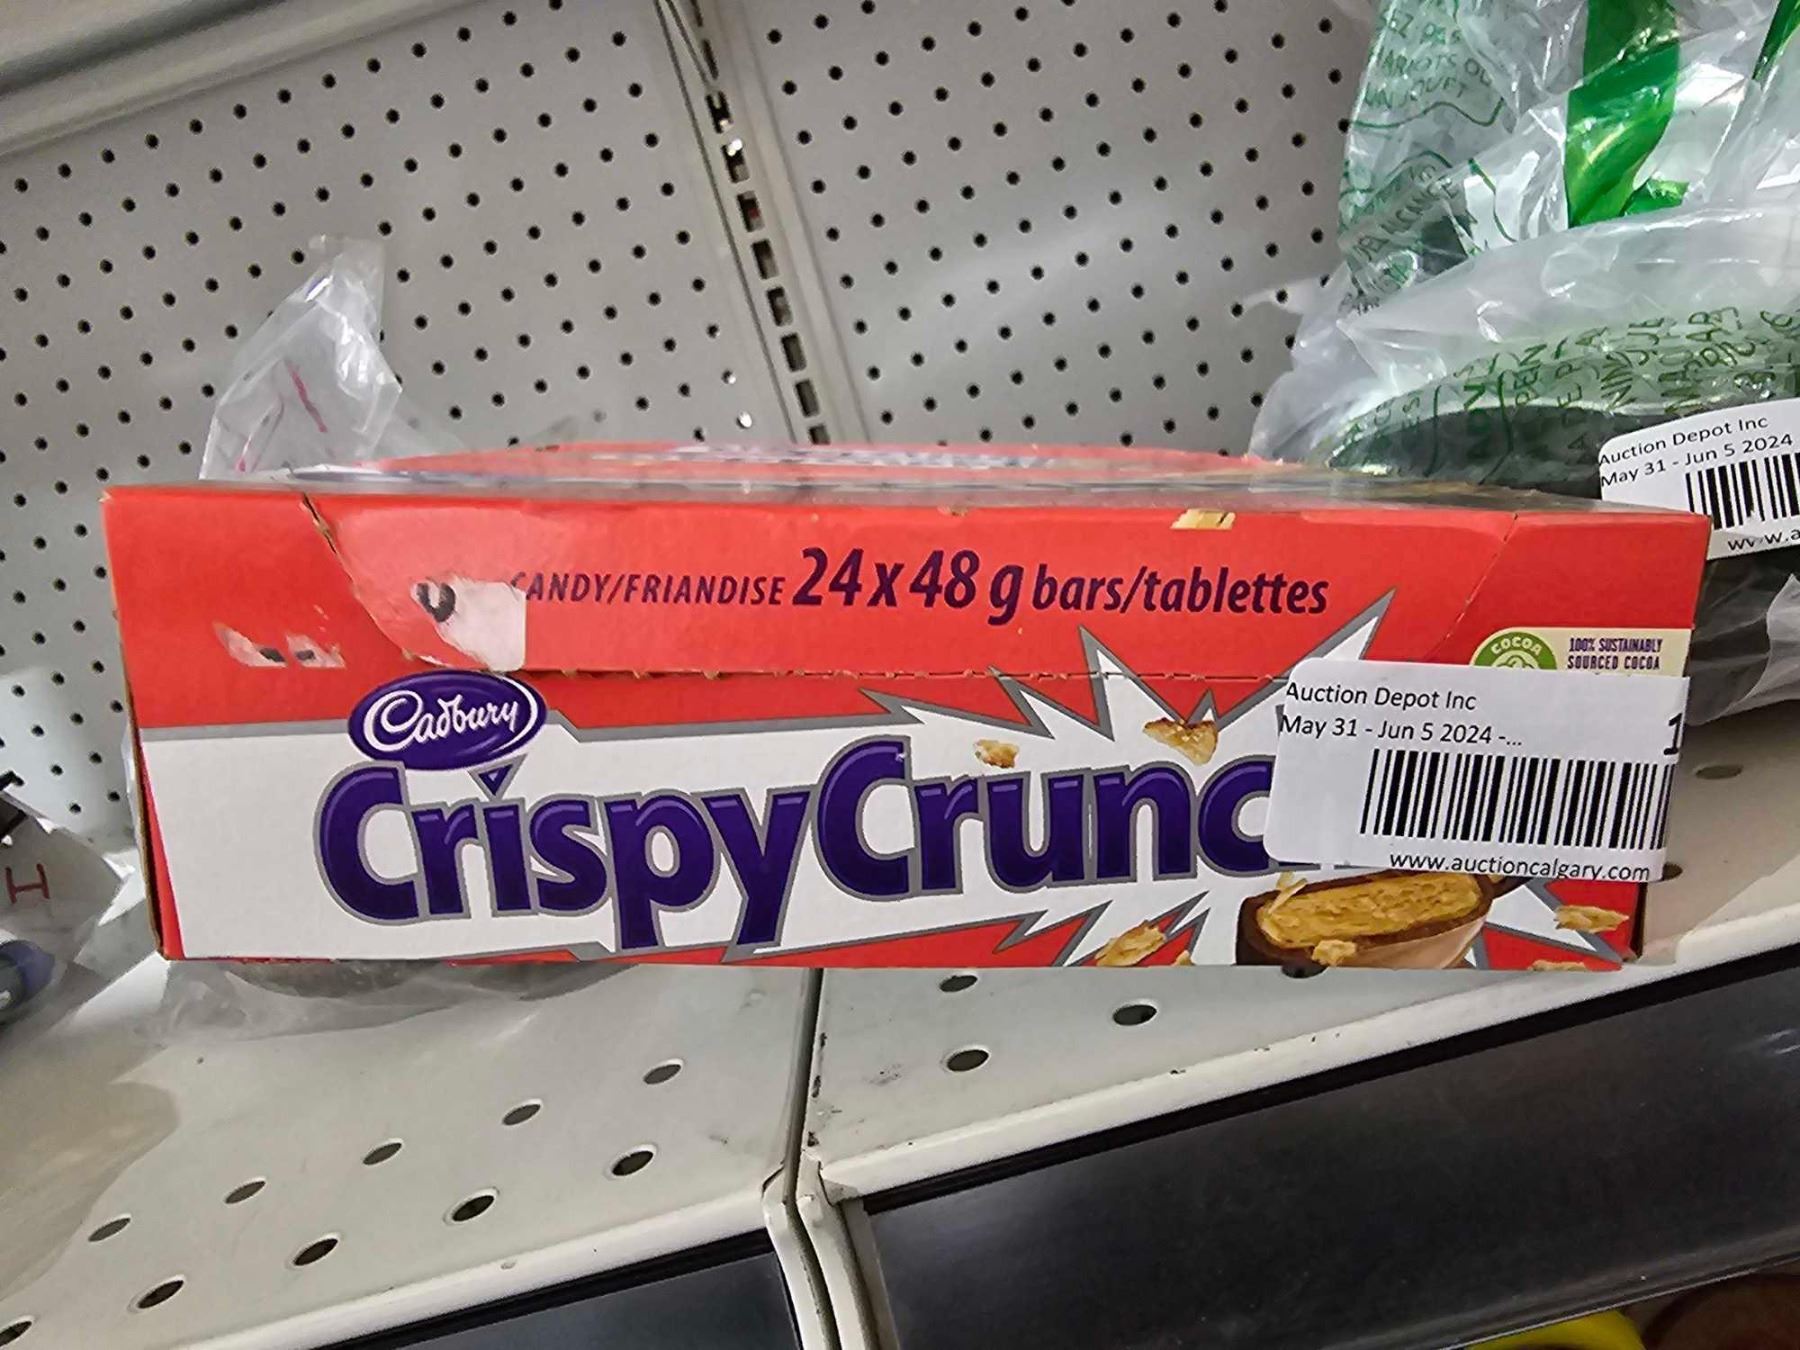 Auction Depot Inc
May 31 - Jun 5 2024
CANDY/FRIANDISE 24 x 48 g bars/tablettes
COCOA
100% SUSTAINABLY
SOURCED COCOA
Cadbury
CrispyCrunc
Auction Depot Inc
May 31 - Jun 5 2024 -...
1
www.auctioncalgary.com
H